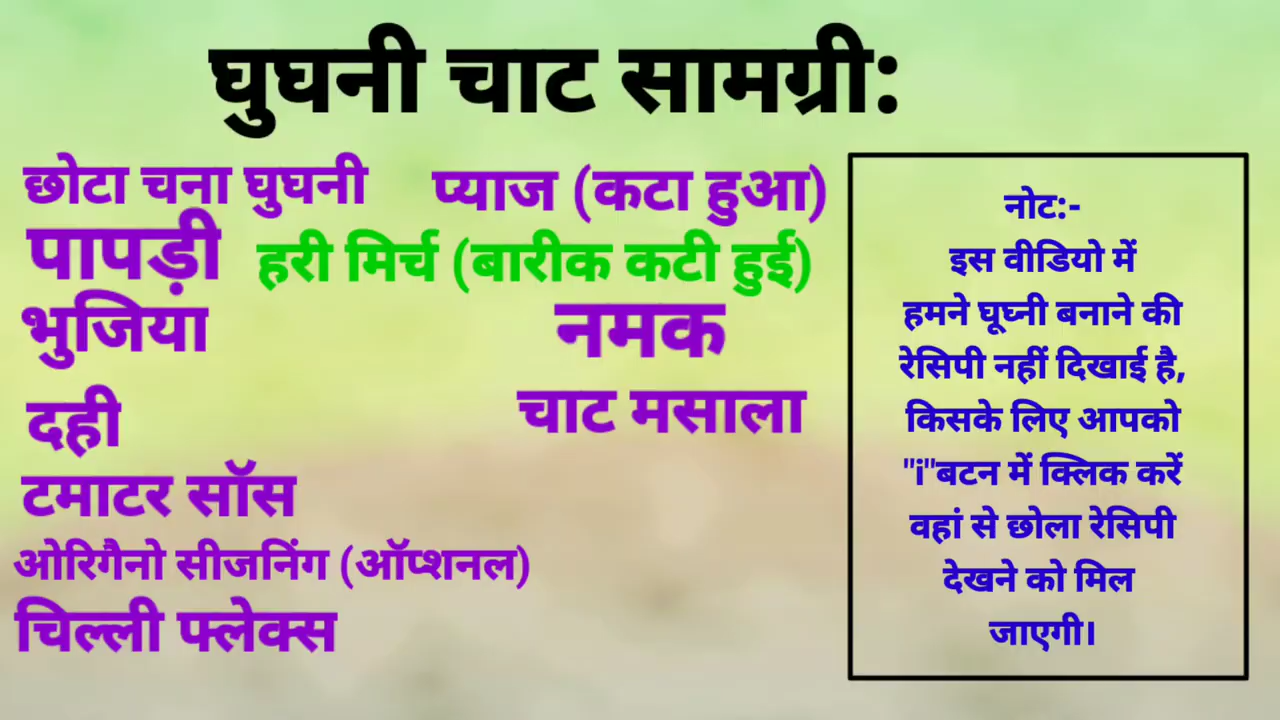 घुघनी चाट सामग्री:
छोटा चना घुघनी
प्याज (कटा हुआ)
पापड़ी
हरी मिर्च (बारीक कटी हुई)
भुजिया
नमक
दही
चाट मसाला
टमाटर सॉस
ओरिगैनो सीजनिंग (ऑप्शनल)
चिल्ली फ्लेक्स
नोट:-
इस वीडियो में
हमने घूघ्नी बनाने की
रेसिपी नहीं दिखाई है,
किसके लिए आपको
"i"बटन में क्लिक करें
वहां से छोला रेसिपी
देखने को मिल
जाएगी।